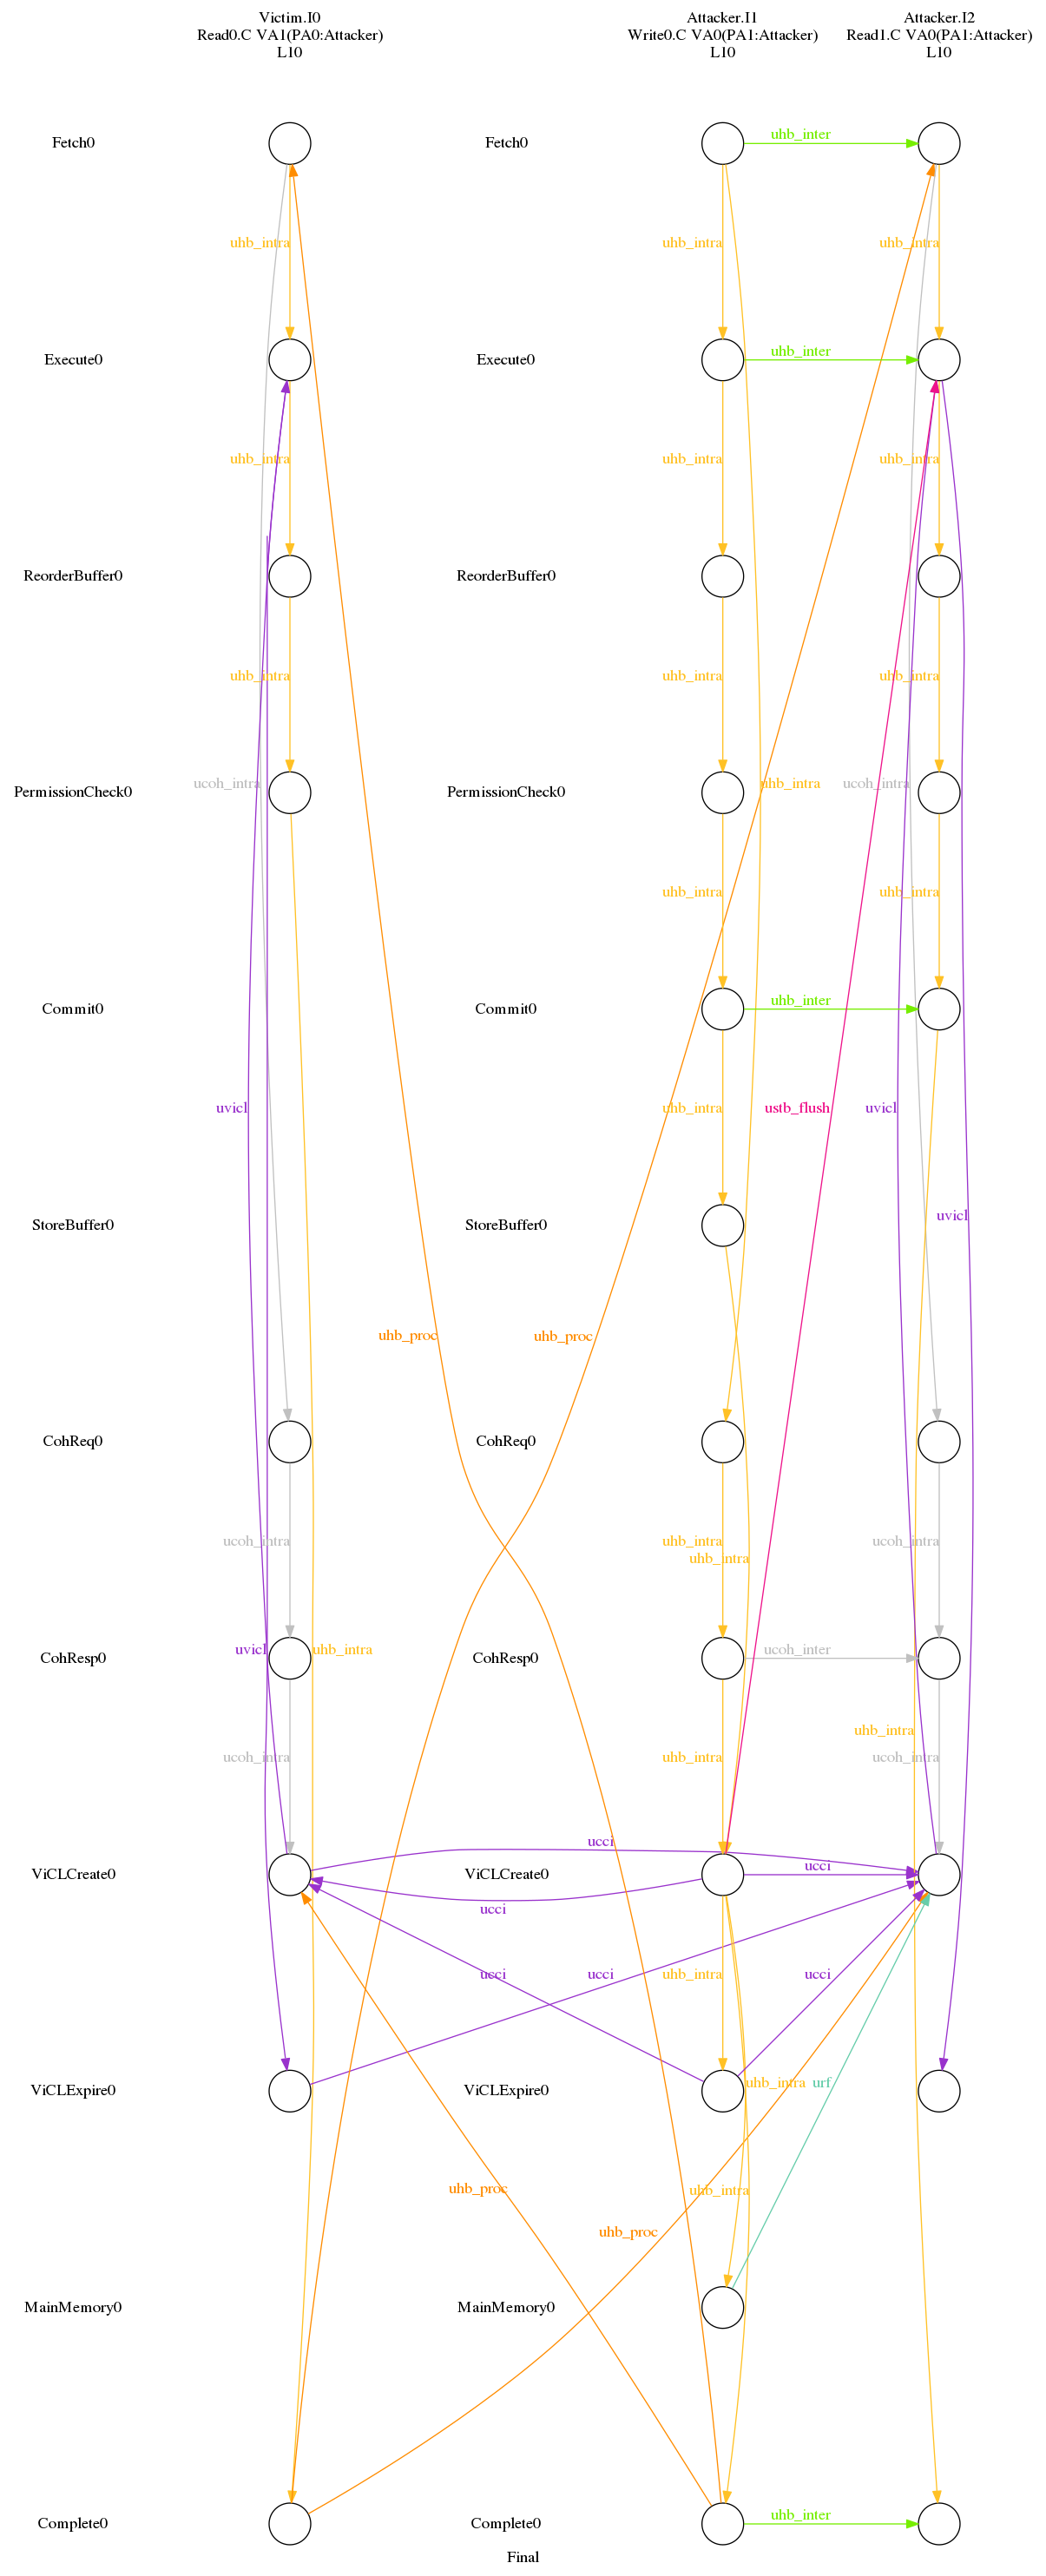 Victim.I0
Read0.C VA1(PA0:Attacker)
L10
Attacker.I1
Write0.C VA0(PA1:Attacker)
L10
Attacker.I2
Read1.C VA0(PA1:Attacker)
L10
Fetch0
Fetch0
uhb_inter
uhb_intra
uhb_intra
uhb_intra
Execute0
Execute0
uhb_inter
uhb_intra
uhb_intra
uhb_intra
ReorderBuffer0
ReorderBuffer0
uhb_intra
uhb_intra
uhb_intra
ucoh_intra
uhb_intra
ucoh_intra
PermissionCheck0
PermissionCheck0
uhb_intra
uhb_intra
Commit0
Commit0
uhb_inter
uvicl
uhb_intra
ustb_flush
uvicl
uvicl
StoreBuffer0
StoreBuffer0
uhb_proc
uhb_proc
CohReq0
CohReq0
ucoh_intra
uhb_intra
ucoh_intra
uhb_intra
uvicl
uhb_intra
ucoh_inter
CohResp0
CohResp0
uhb_intra
ucoh_intra
uhb_intra
ucoh_intra
ucci
ucci
ViCLCreate0
ViCLCreate0
ucci
ucci
ucci
uhb_intra
ucci
uhb_intra
urf
ViCLExpire0
ViCLExpire0
uhb_proc
uhb_intra
uhb_proc
MainMemory0
MainMemory0
uhb_inter
Complete0
Complete0
Final